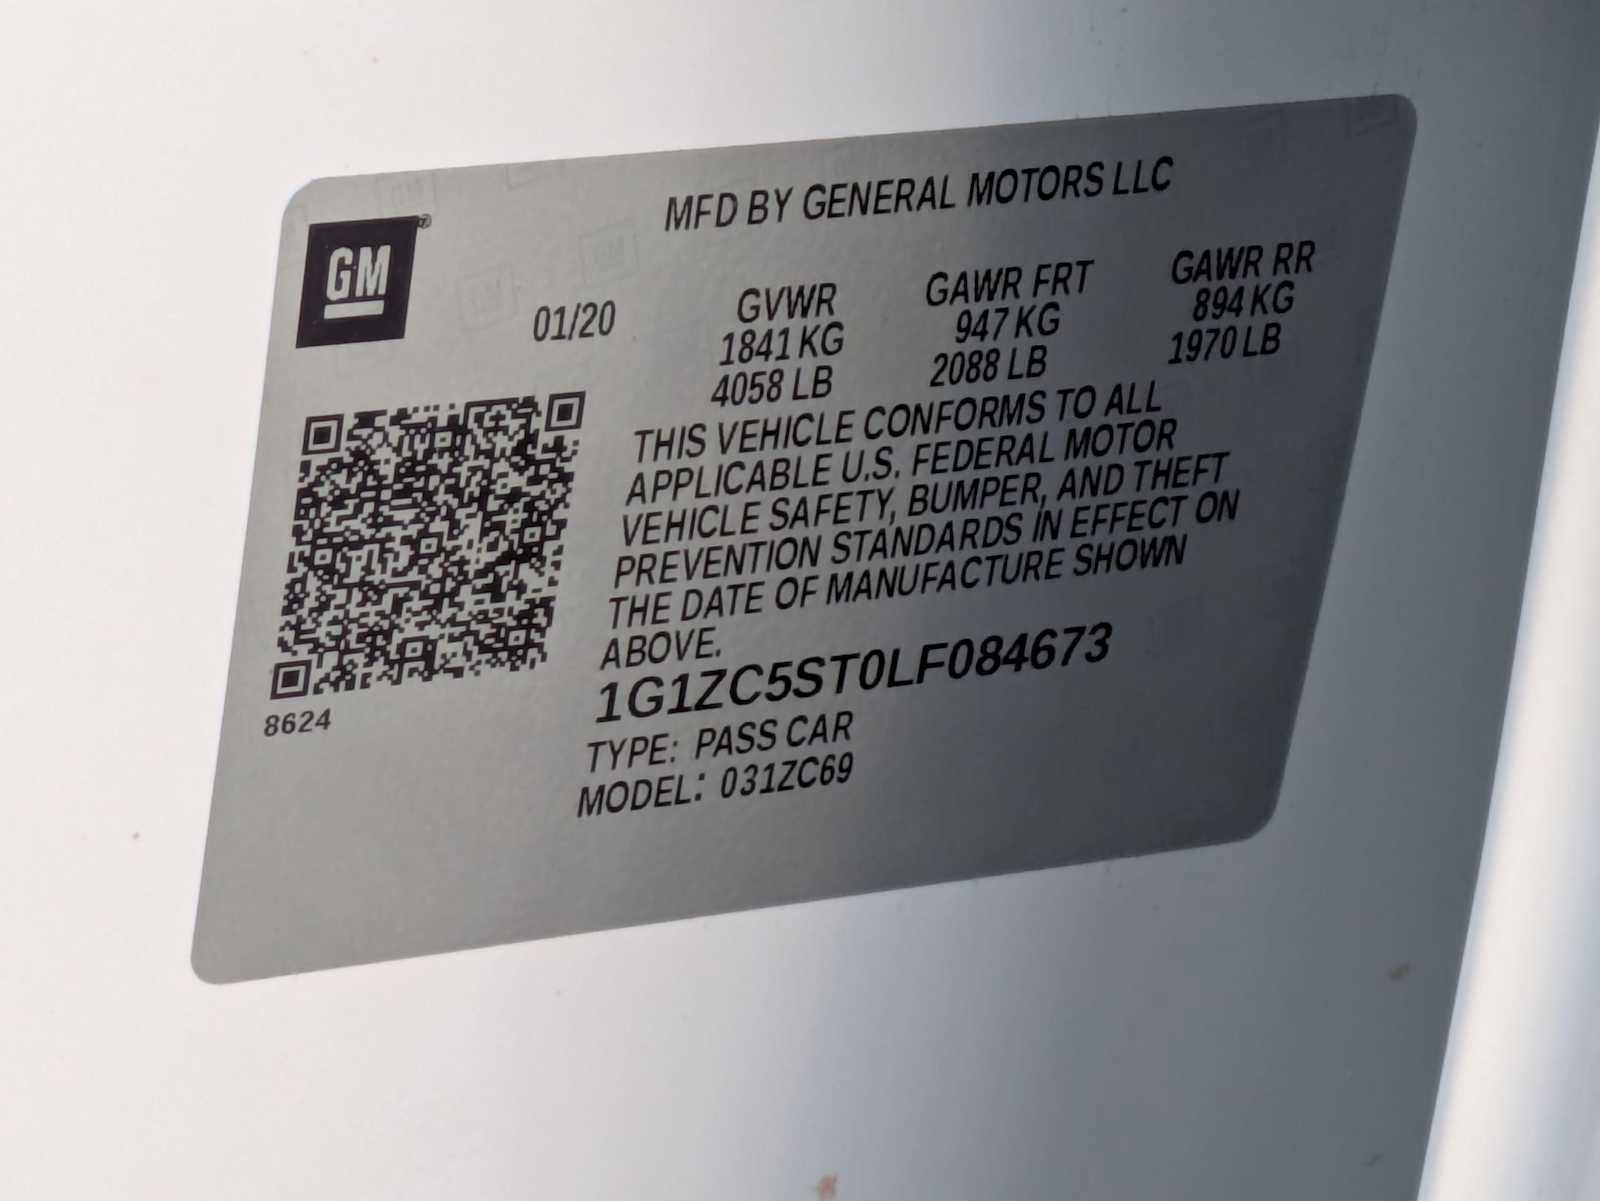 MFD BY GENERAL MOTORS LLC
GM®
01/20
GVWR
1841 KG
4058 LB
GAWR FRT
947 KG
2088 LB
GAWR RR
894 KG
1970 LB
THIS VEHICLE CONFORMS TO ALL
APPLICABLE U.S. FEDERAL MOTOR
VEHICLE SAFETY, BUMPER, AND THEFT
PREVENTION STANDARDS IN EFFECT ON
THE DATE OF MANUFACTURE SHOWN
ABOVE.
1G1ZC5ST0LF084673
8624
TYPE: PASS CAR
MODEL: 031ZC69